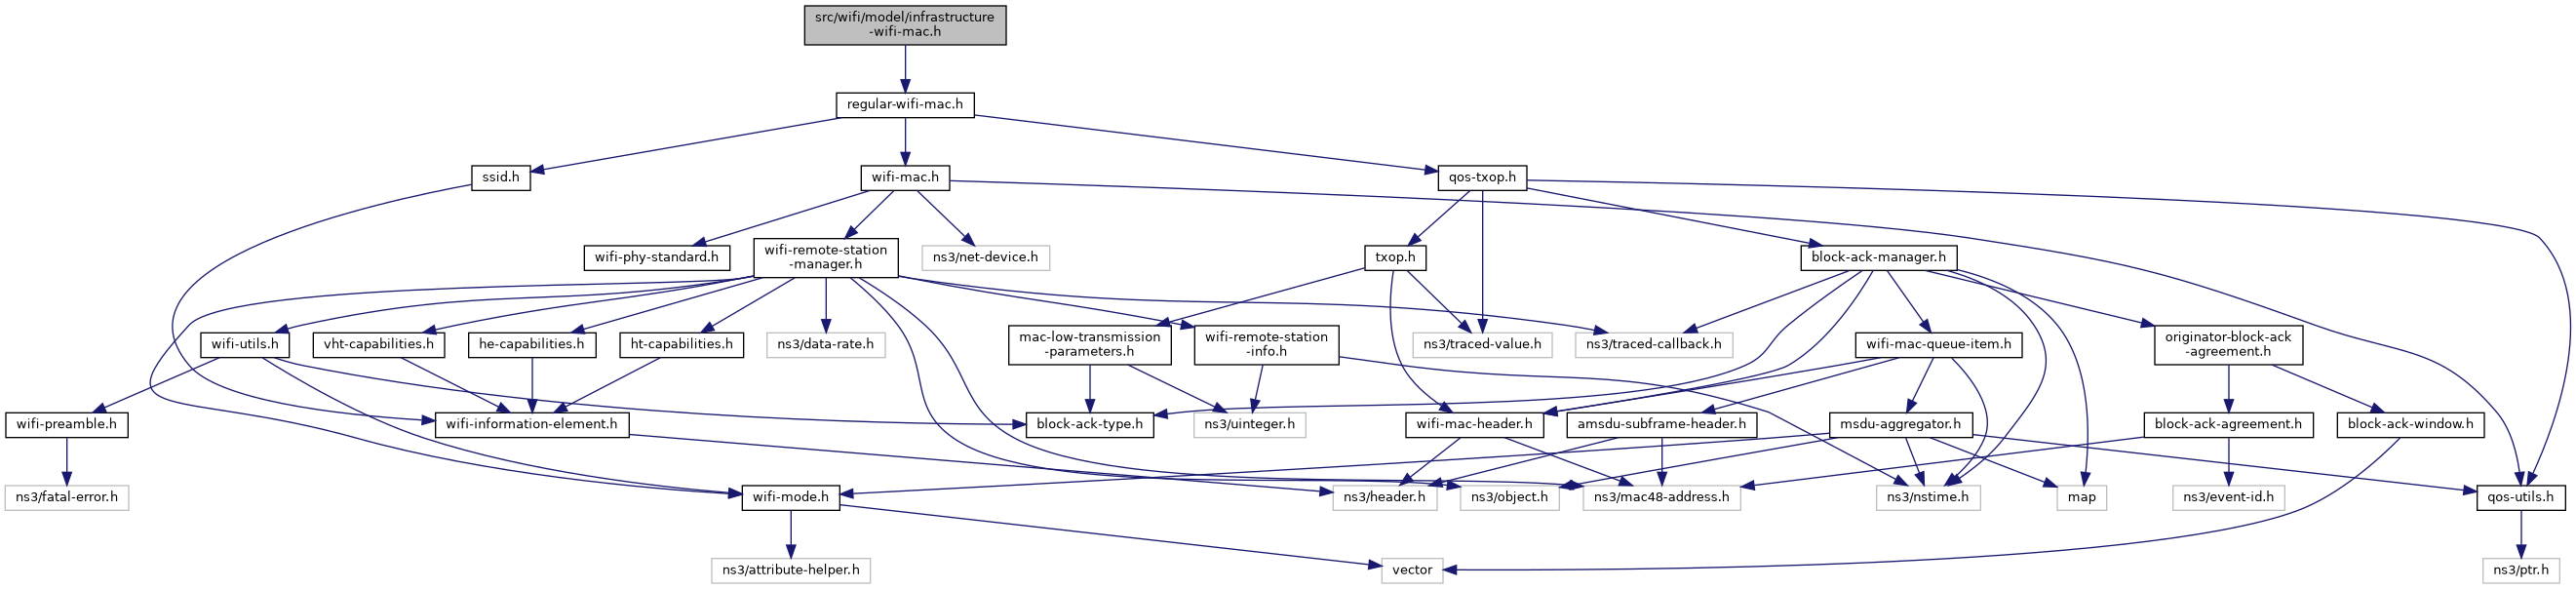 src/wifi/model/infrastructure
-wifi-mac.h
regular-wifi-mac.h
ssid.h
wifi-mac.h
qos-txop.h
wifi-phy-standard.h
wifi-remote-station
-manager.h
ns3/net-device.h
txop.h
block-ack-manager.h
wifi-utils.h
vht-capabilities.h
he-capabilities.h
ht-capabilities.h
ns3/data-rate.h
mac-low-transmission
-parameters.h
wifi-remote-station
-info.h
ns3/traced-value.h
ns3/traced-callback.h
wifi-mac-queue-item.h
originator-block-ack
-agreement.h
wifi-preamble.h
wifi-information-element.h
block-ack-type.h
ns3/uinteger.h
wifi-mac-header.h
amsdu-subframe-header.h
msdu-aggregator.h
block-ack-agreement.h
block-ack-window.h
ns3/fatal-error.h
wifi-mode.h
ns3/header.h
ns3/object.h
ns3/mac48-address.h
ns3/nstime.h
map
ns3/event-id.h
qos-utils.h
ns3/attribute-helper.h
vector
ns3/ptr.h